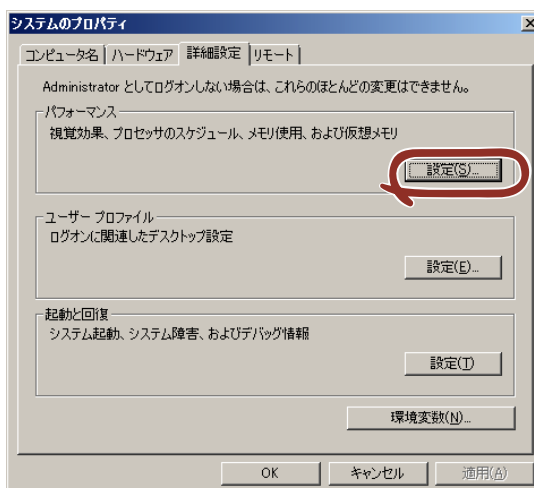 システムのプロパティ
コンピュータ名 ハードウェア 詳細設定 リモート
Administrator としてログオンしない場合は、これらのほとんどの変更はできません。
パフォーマンス
視覚効果、プロセッサのスケジュール、メモリ使用、および仮想メモリ
設定(S)...
ユーザー プロファイル
ログオンに関連したデスクトップ設定
設定(E)...
起動と回復
システム起動、システム障害、およびデバッグ情報
設定(T)
環境変数(N)...
OK キャンセル 適用(A)